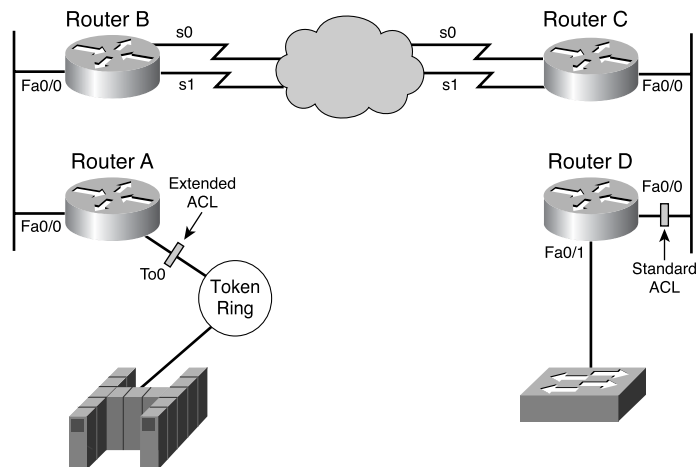 Router B
s0
s0
Router C
Fa0/0
s1
s1
Fa0/0
Router A
Extended
ACL
Router D
Fa0/0
Fa0/0
To0
Fa0/1
Standard
ACL
Token
Ring